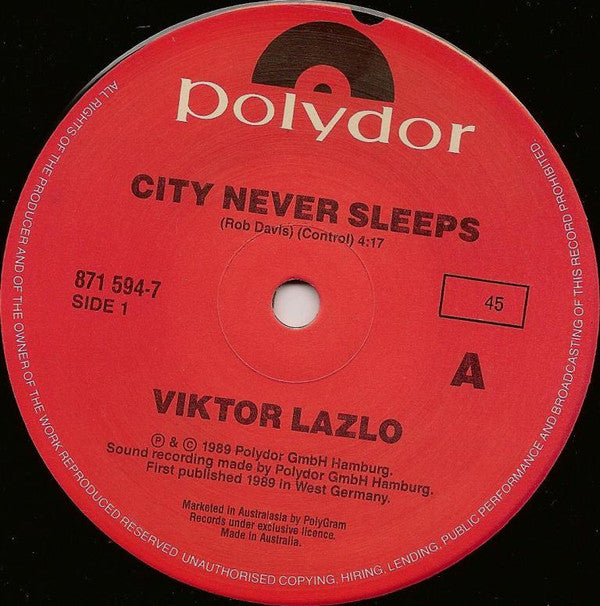 polydor
CITY NEVER SLEEPS
(Rob Davis) (Control) 4:17
871 594-7
SIDE 1
45
A
VIKTOR LAZLO
Ⓟ & © 1989 Polydor GmbH Hamburg.
Sound recording made by Polydor GmbH Hamburg.
First published 1989 in West Germany.
Marketed in Australasia by PolyGram
Records under exclusive licence.
Made in Australia.
ALL RIGHTS OF THE PRODUCER AND OF THE OWNER OF THE WORK REPRODUCED RESERVED. UNAUTHORISED COPYING, HIRING, LENDING, PUBLIC PERFORMANCE AND BROADCASTING OF THIS RECORD PROHIBITED